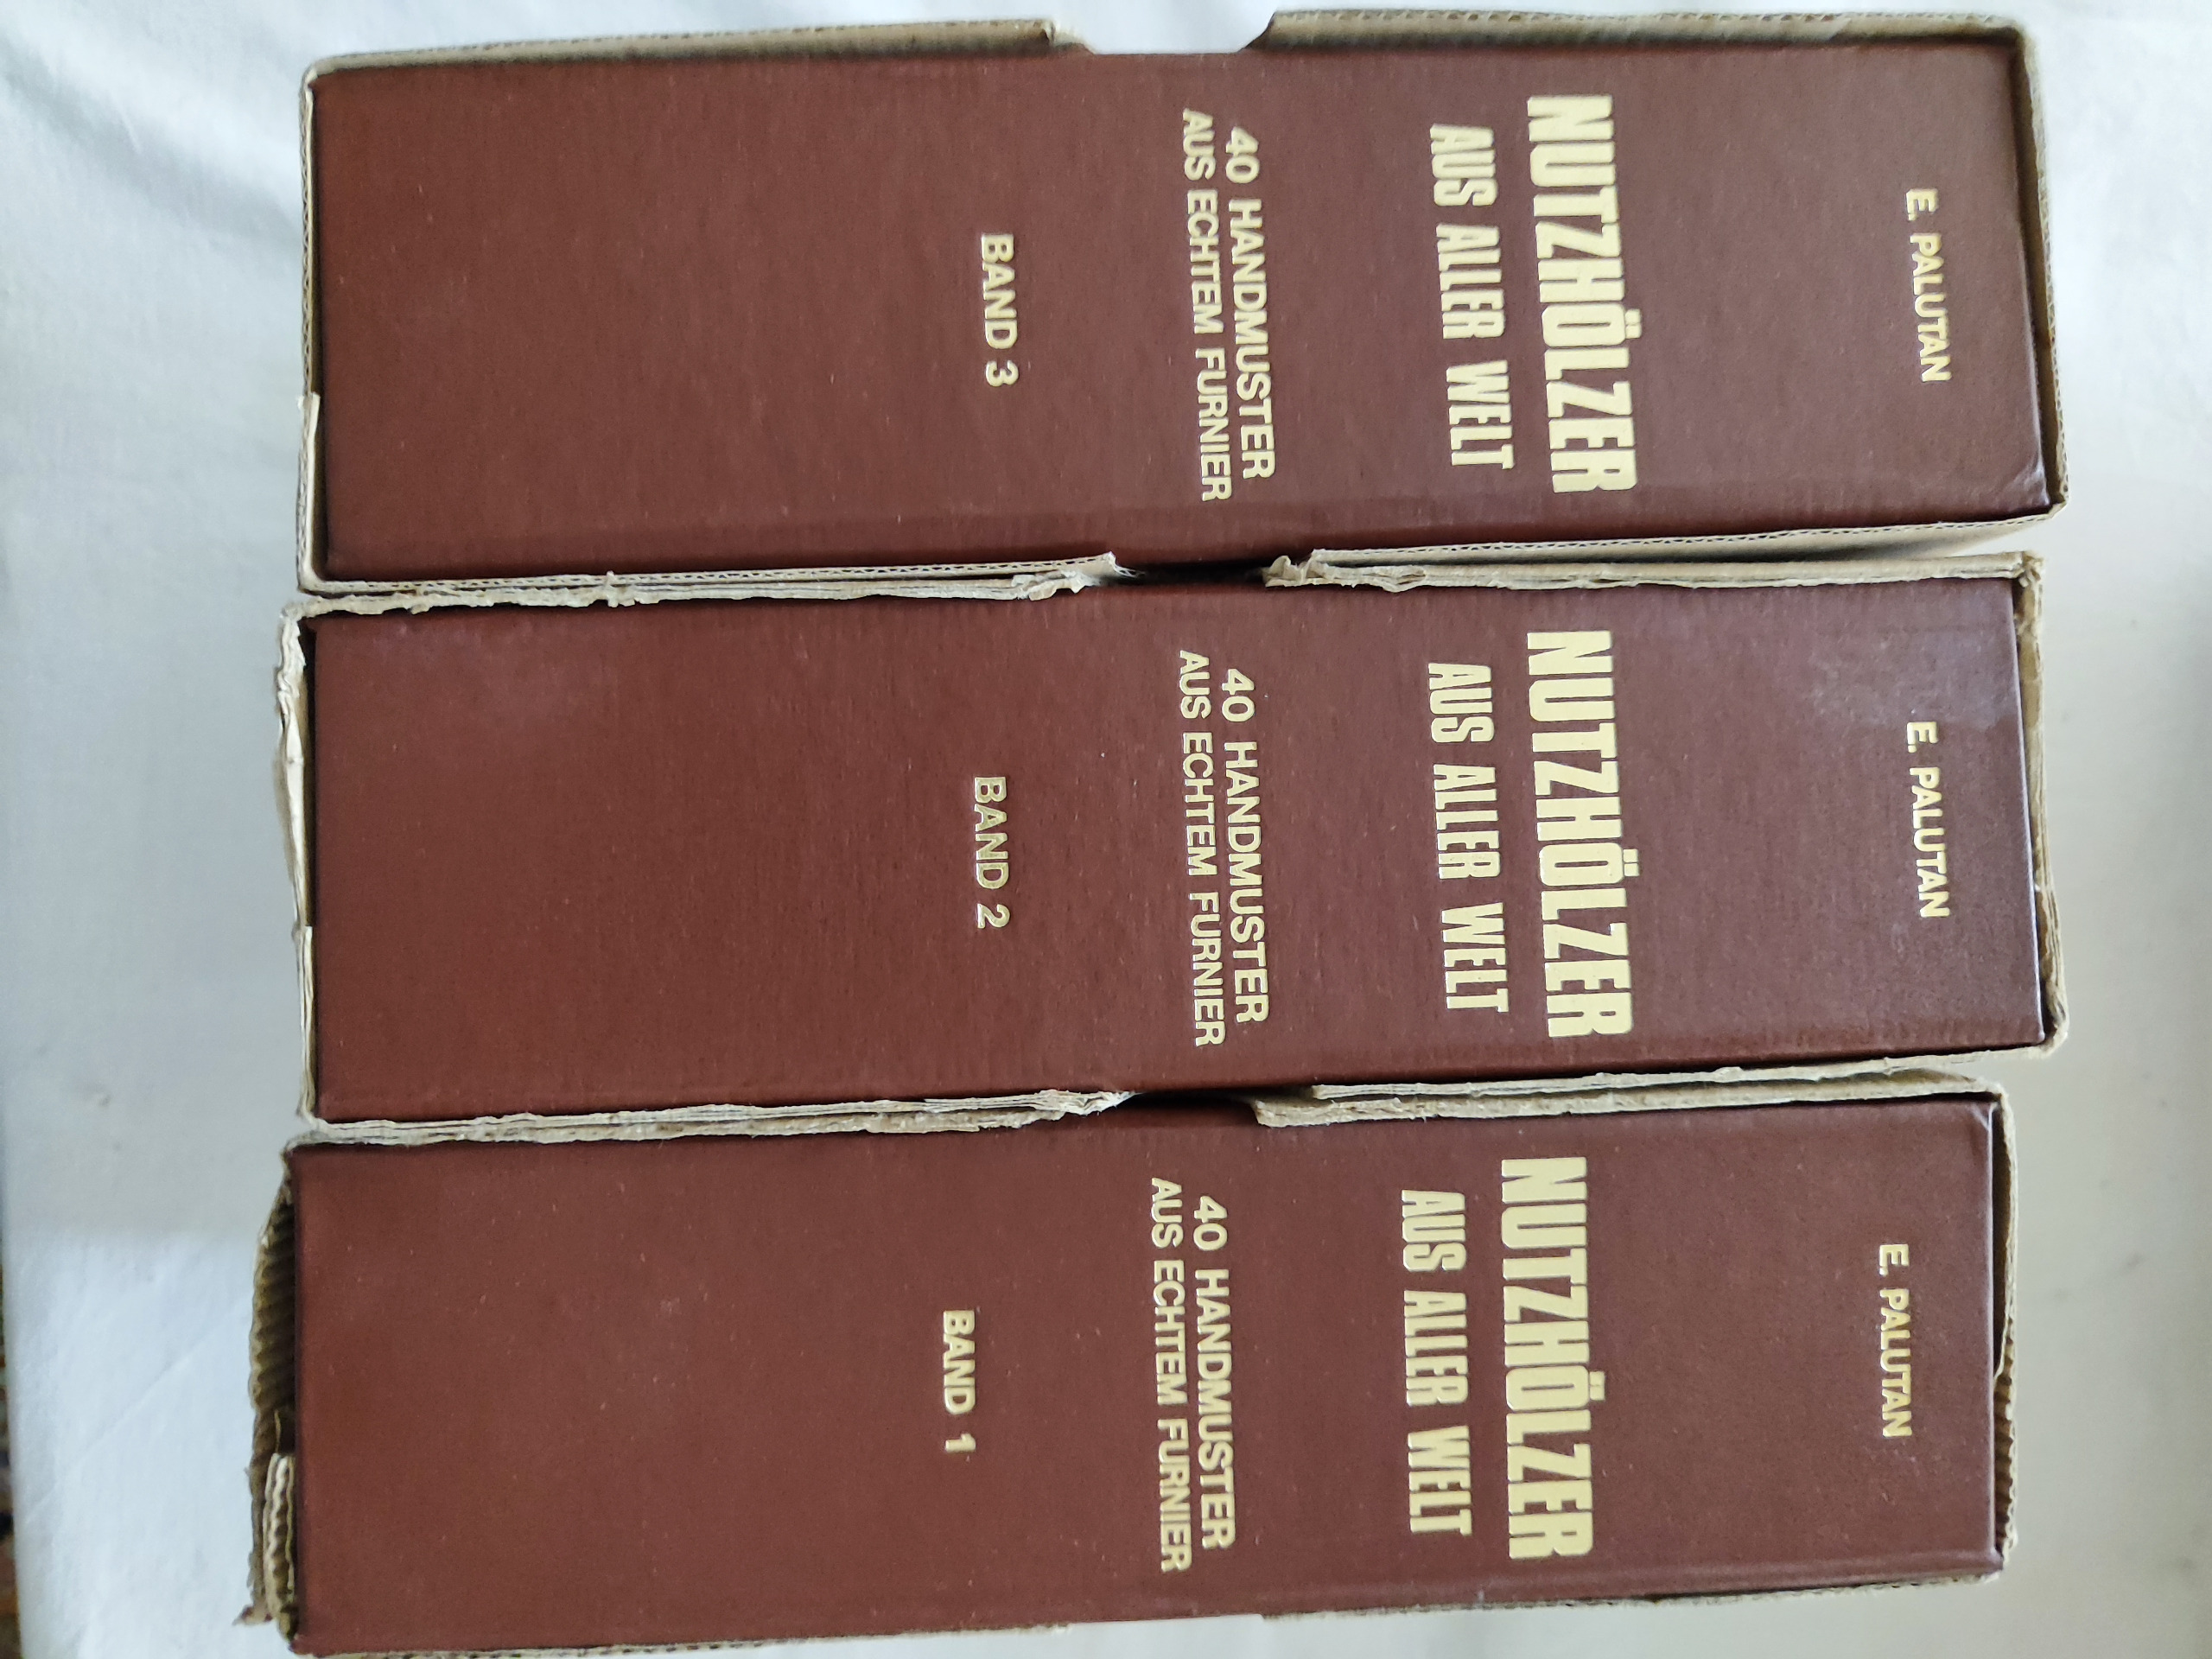 E. PALUTAN
NUTZHÖLZER
AUS ALLER WELT
40 HANDMUSTER
AUS ECHTEM FURNIER
BAND 1
E. PALUTAN
NUTZHÖLZER
AUS ALLER WELT
40 HANDMUSTER
AUS ECHTEM FURNIER
BAND 2
E. PALUTAN
NUTZHÖLZER
AUS ALLER WELT
40 HANDMUSTER
AUS ECHTEM FURNIER
BAND 3